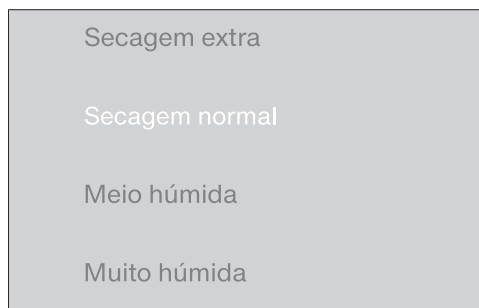 Secagem extra
Secagem normal
Meio húmida
Muito húmida